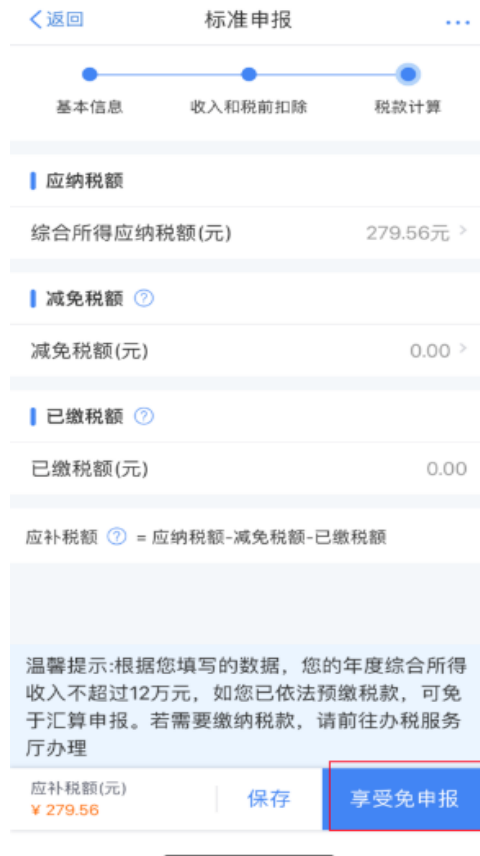 返回
标准申报
基本信息
收入和税前扣除
税款计算
应纳税额
综合所得应纳税额(元)
279.56元
减免税额
减免税额(元)
0.00
已缴税额
已缴税额(元)
0.00
应补税额 ? = 应纳税额-减免税额-已缴税额
温馨提示:根据您填写的数据，您的年度综合所得
收入不超过12万元，如您已依法预缴税款，可免
于汇算申报。若需要缴纳税款，请前往办税服务
厅办理
应补税额(元)
¥ 279.56
保存
享受免申报